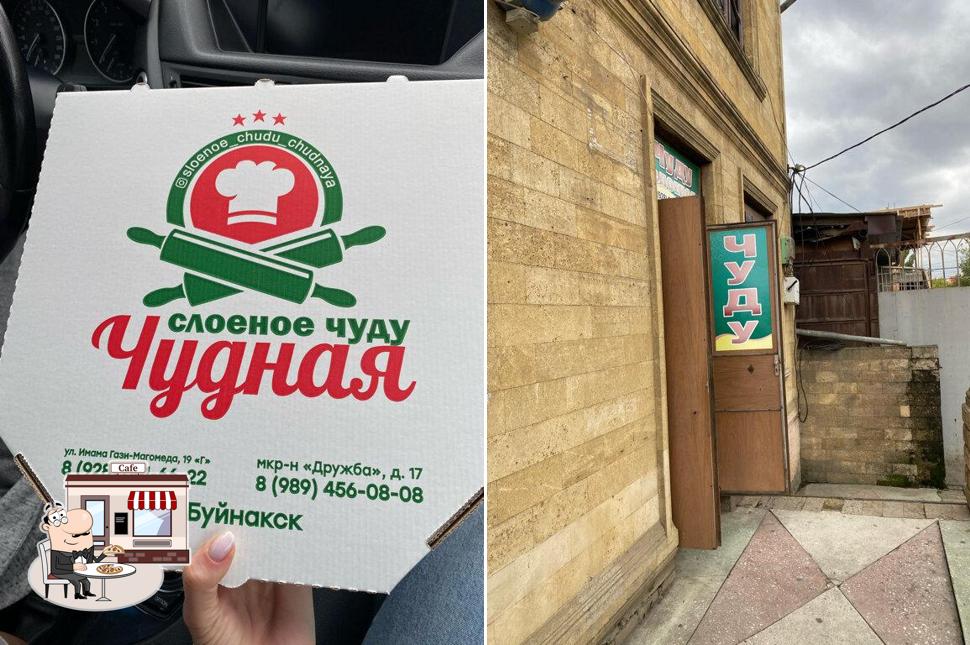 @sloenoe_chudu_chudnaya
слоеное чуду
Чудная
ул. Имама Гази-Магомеда, 19 «Г»
мкр-н «Дружба», д. 17
8 (989) 456-08-08
Буйнакск
Cafe
Чуду
ЧУДУ